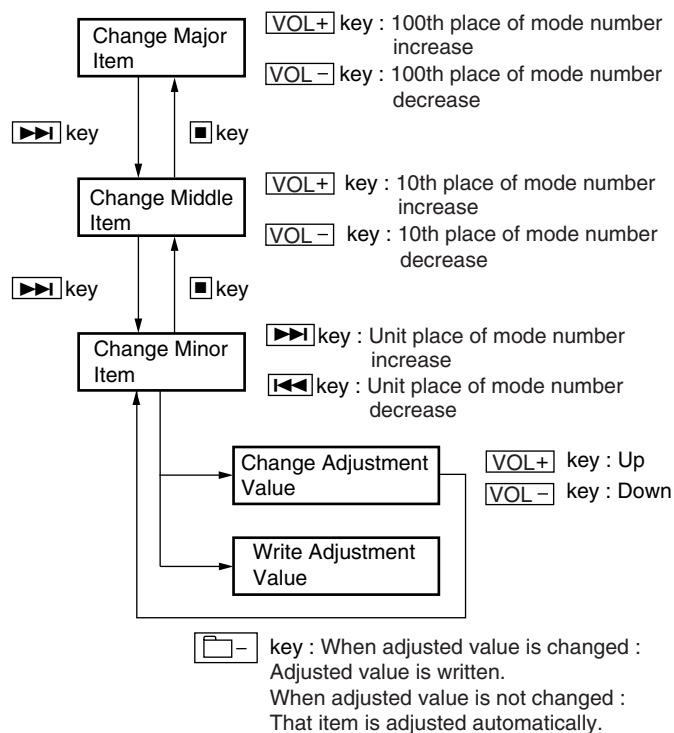 Change Major
Item
VOL+ key : 100th place of mode number
increase
VOL – key : 100th place of mode number
decrease
key
key
Change Middle
Item
VOL+ key : 10th place of mode number
increase
VOL – key : 10th place of mode number
decrease
key
key
Change Minor
Item
key : Unit place of mode number
increase
key : Unit place of mode number
decrease
Change Adjustment
Value
VOL+ key : Up
VOL – key : Down
Write Adjustment
Value
– key : When adjusted value is changed :
Adjusted value is written.
When adjusted value is not changed :
That item is adjusted automatically.